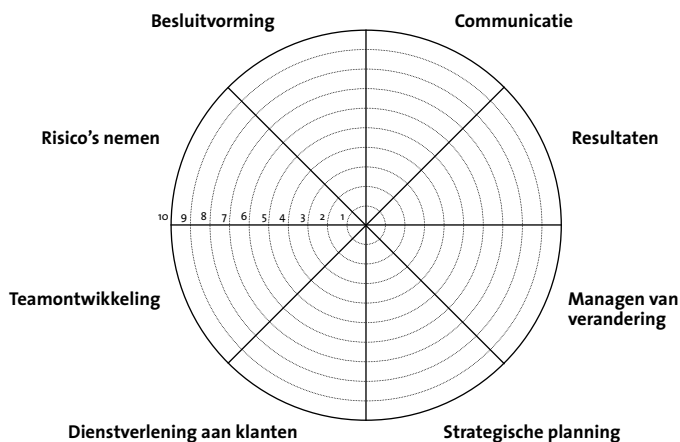 Besluitvorming
Communicatie
Risico’s nemen
Resultaten
10 9 8 7 6 5 4 3 2 1
Teamontwikkeling
Managen van
verandering
Dienstverlening aan klanten
Strategische planning